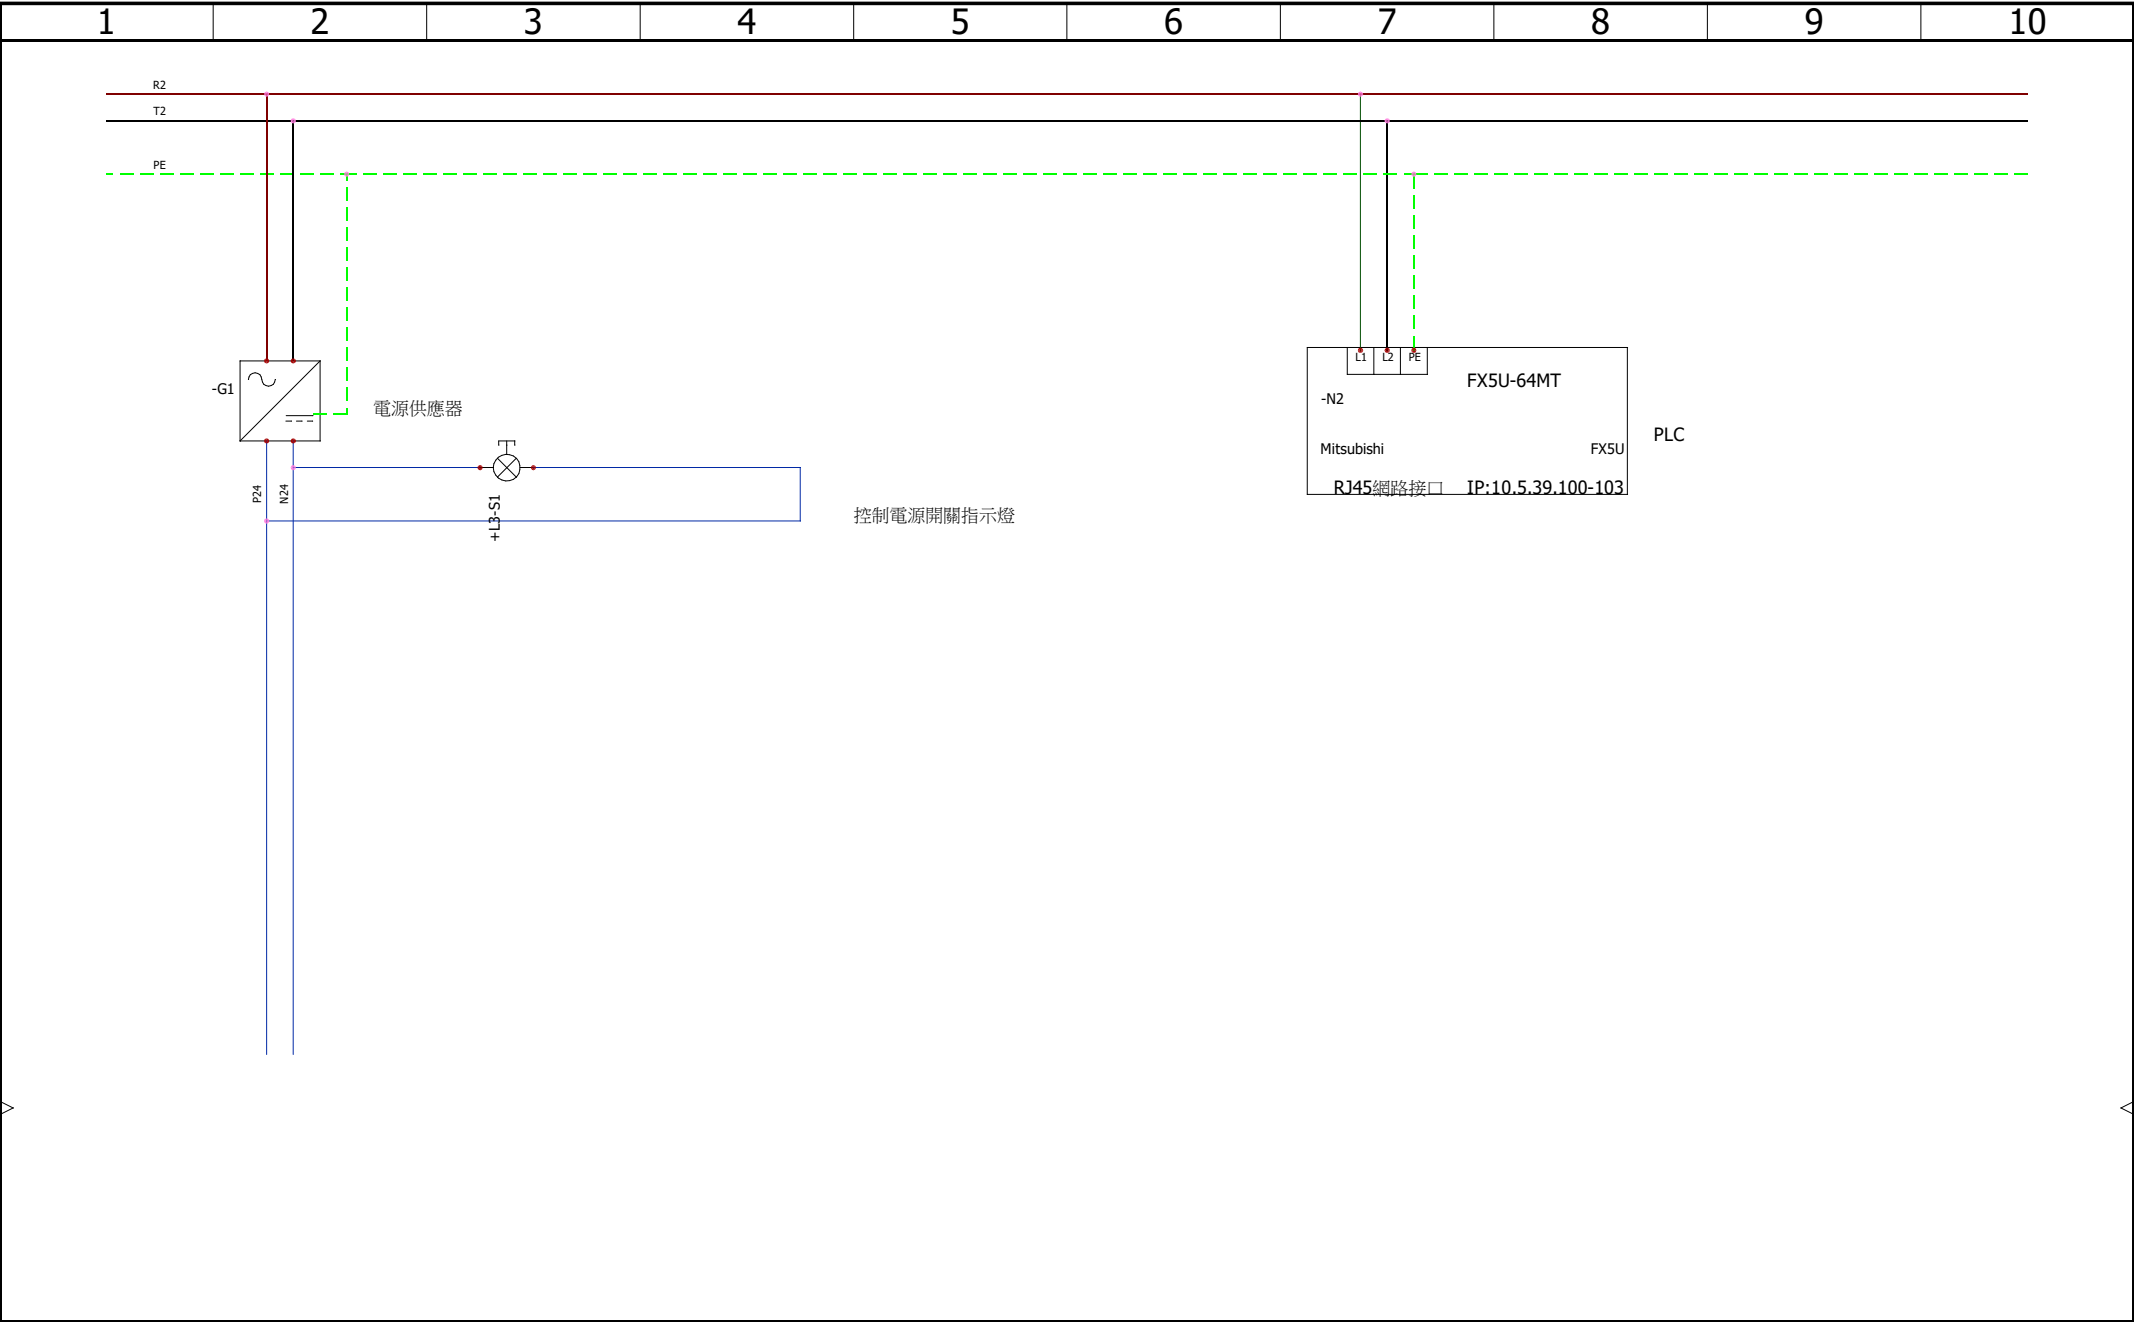 1 2 3 4 5 6 7 8 9 10
R2
T2
PE
L1 L2 PE
FX5U-64MT
-G1
-N2
電源供應器
PLC
Mitsubishi FX5U
P24 N24
RJ45網路接口 IP:10.5.39.100-103
+L3-S1
控制電源開關指示燈